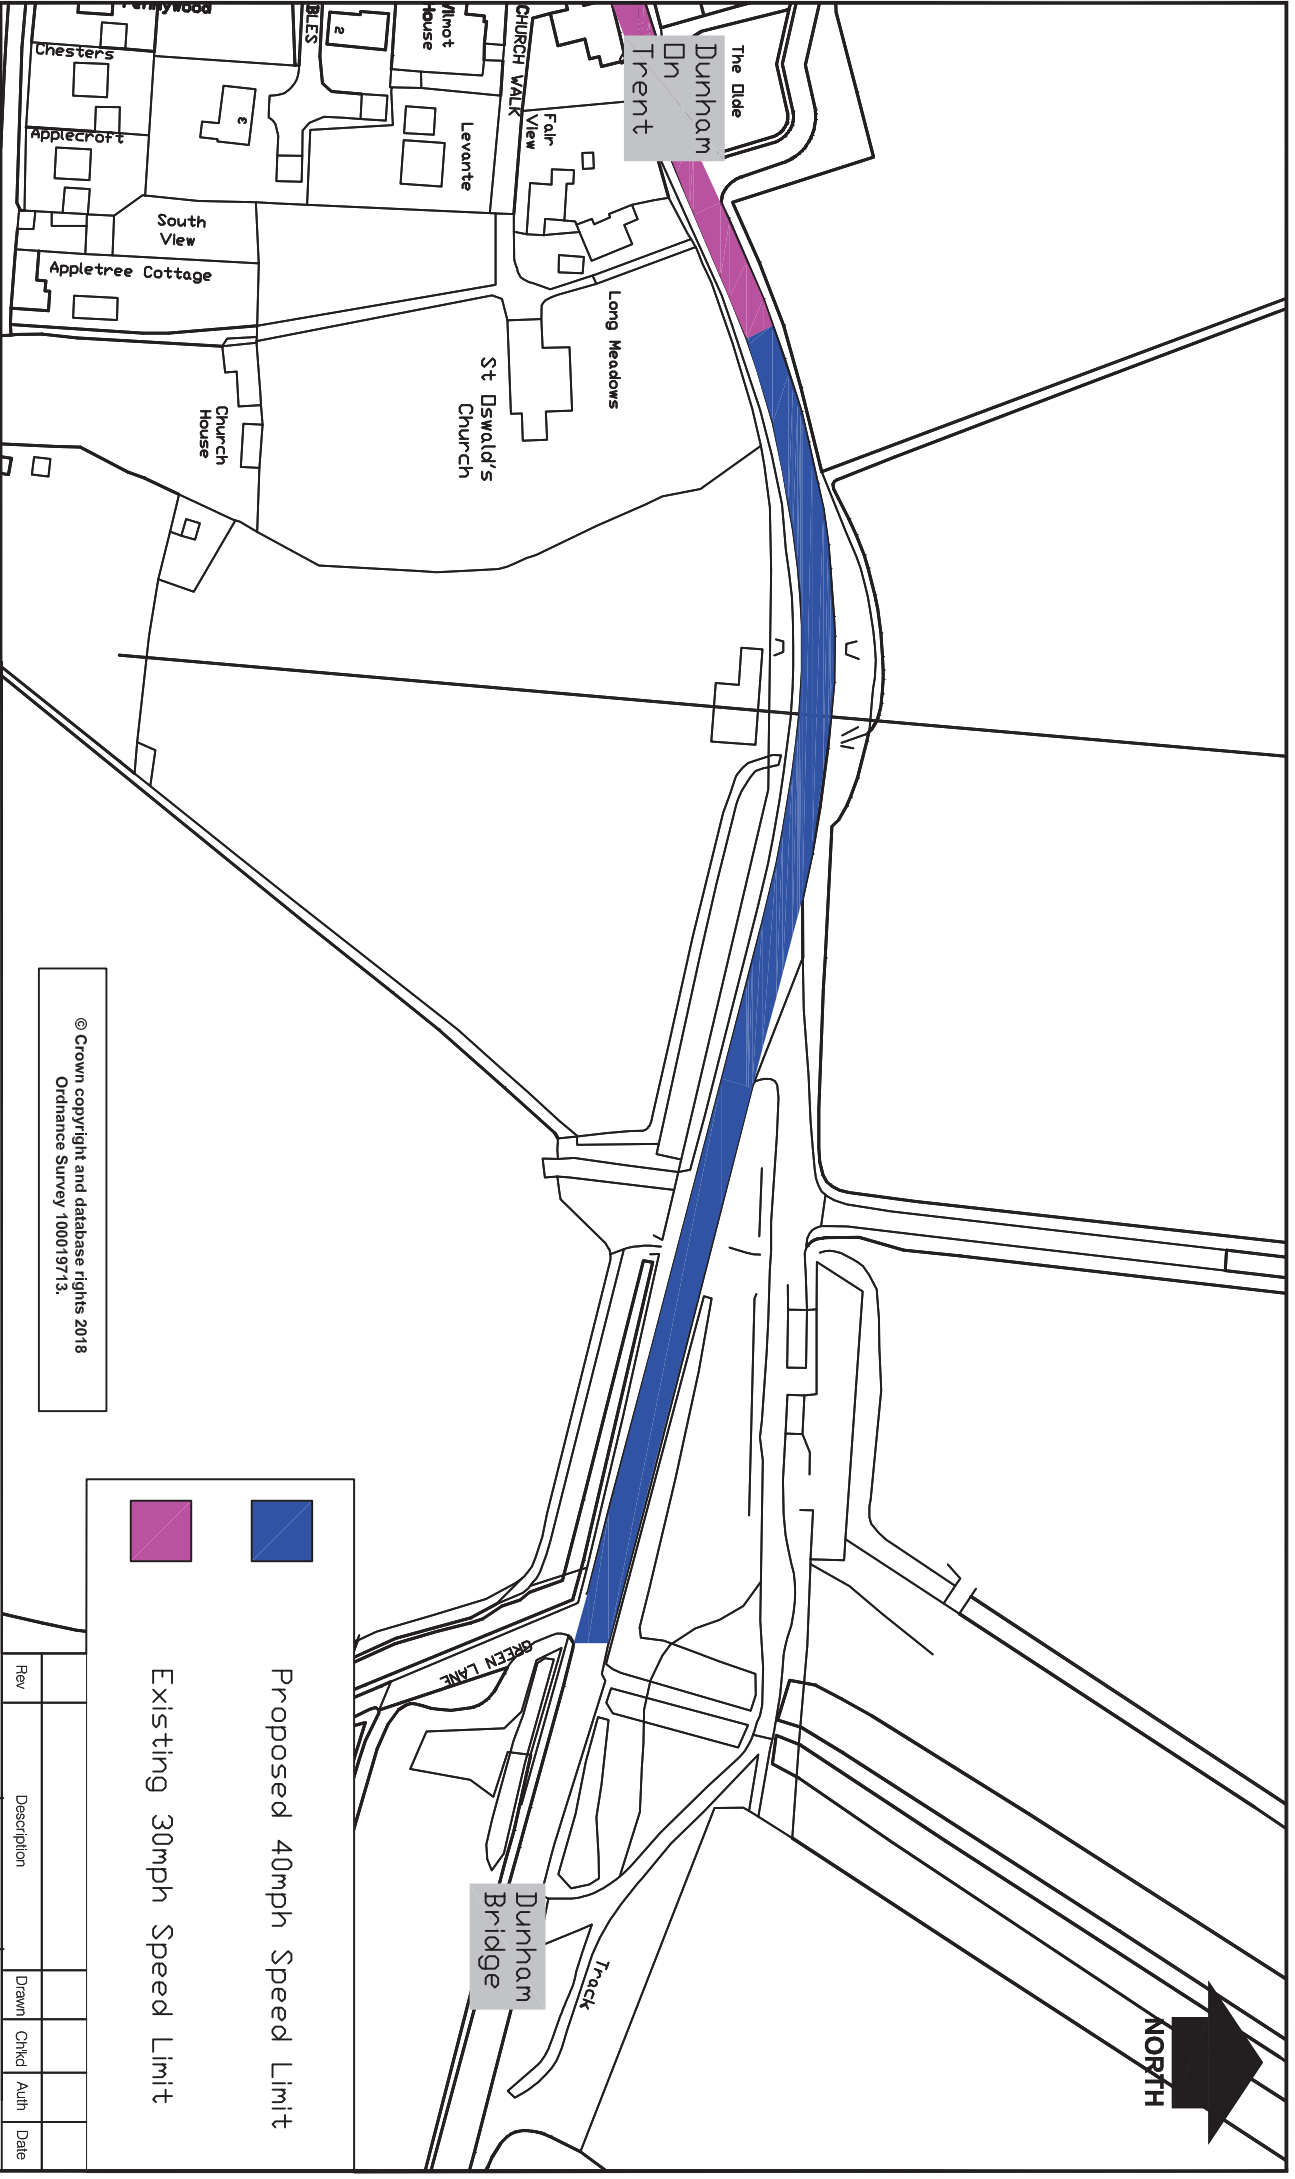 Chesters
Applecroft
South
View
Appletree Cottage
3
2
House
CHURCH WALK
Levante
Fair
View
The Olde
Dunham
On
Trent
Long Meadows
St Oswald's
Church
Church
House
GREEN LANE
Dunham
Bridge
Track
NORTH
© Crown copyright and database rights 2018
Ordnance Survey 100019713.
Proposed 40mph Speed Limit
Existing 30mph Speed Limit
Rev
Description
Drawn
Ch'kd
Auth
Date